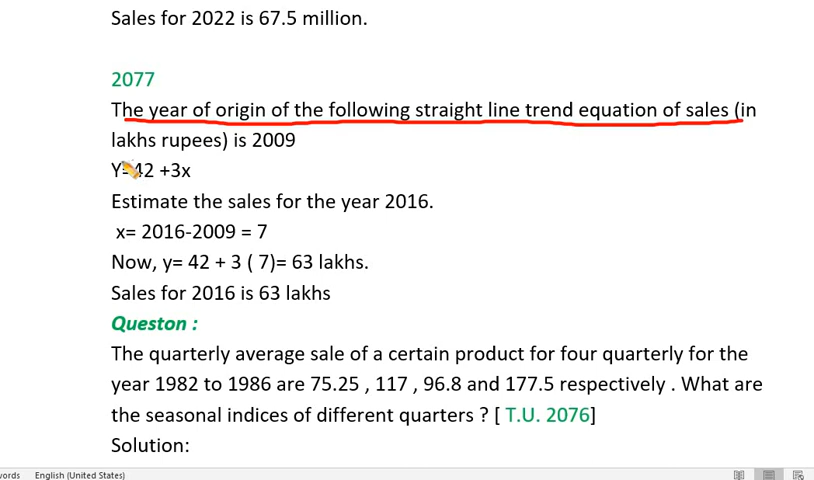 Sales for 2022 is 67.5 million.
2077
The year of origin of the following straight line trend equation of sales (in
lakhs rupees) is 2009
Y=42 +3x
Estimate the sales for the year 2016.
x= 2016-2009 = 7
Now, y= 42 + 3 ( 7)= 63 lakhs.
Sales for 2016 is 63 lakhs
Queston :
The quarterly average sale of a certain product for four quarterly for the
year 1982 to 1986 are 75.25 , 117 , 96.8 and 177.5 respectively . What are
the seasonal indices of different quarters ? [ T.U. 2076]
Solution:
words English (United States)